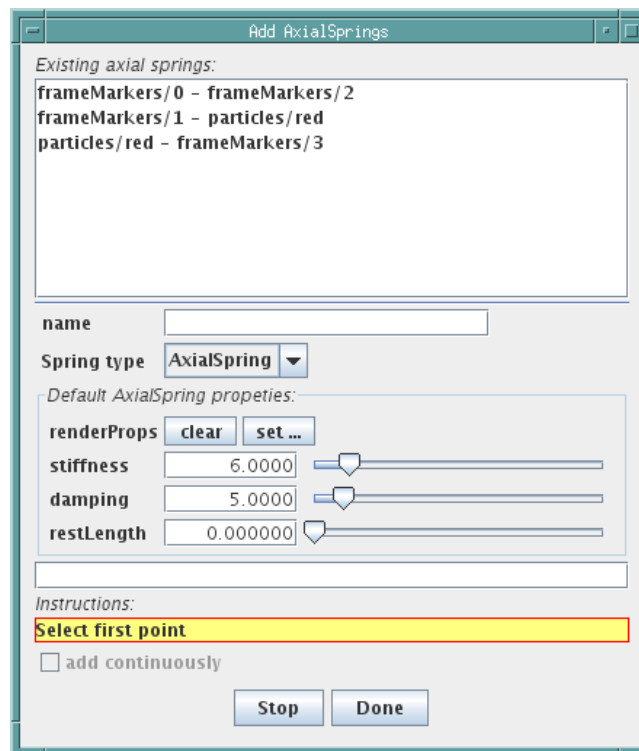 Add AxialSprings
Existing axial springs:
frameMarkers/0 - frameMarkers/2
frameMarkers/1 - particles/red
particles/red - frameMarkers/3
name
Spring type AxialSpring
Default AxialSpring propeties:
renderProps clear set ...
stiffness 6.0000
damping 5.0000
restLength 0.000000
Instructions:
Select first point
add continuously
Stop Done